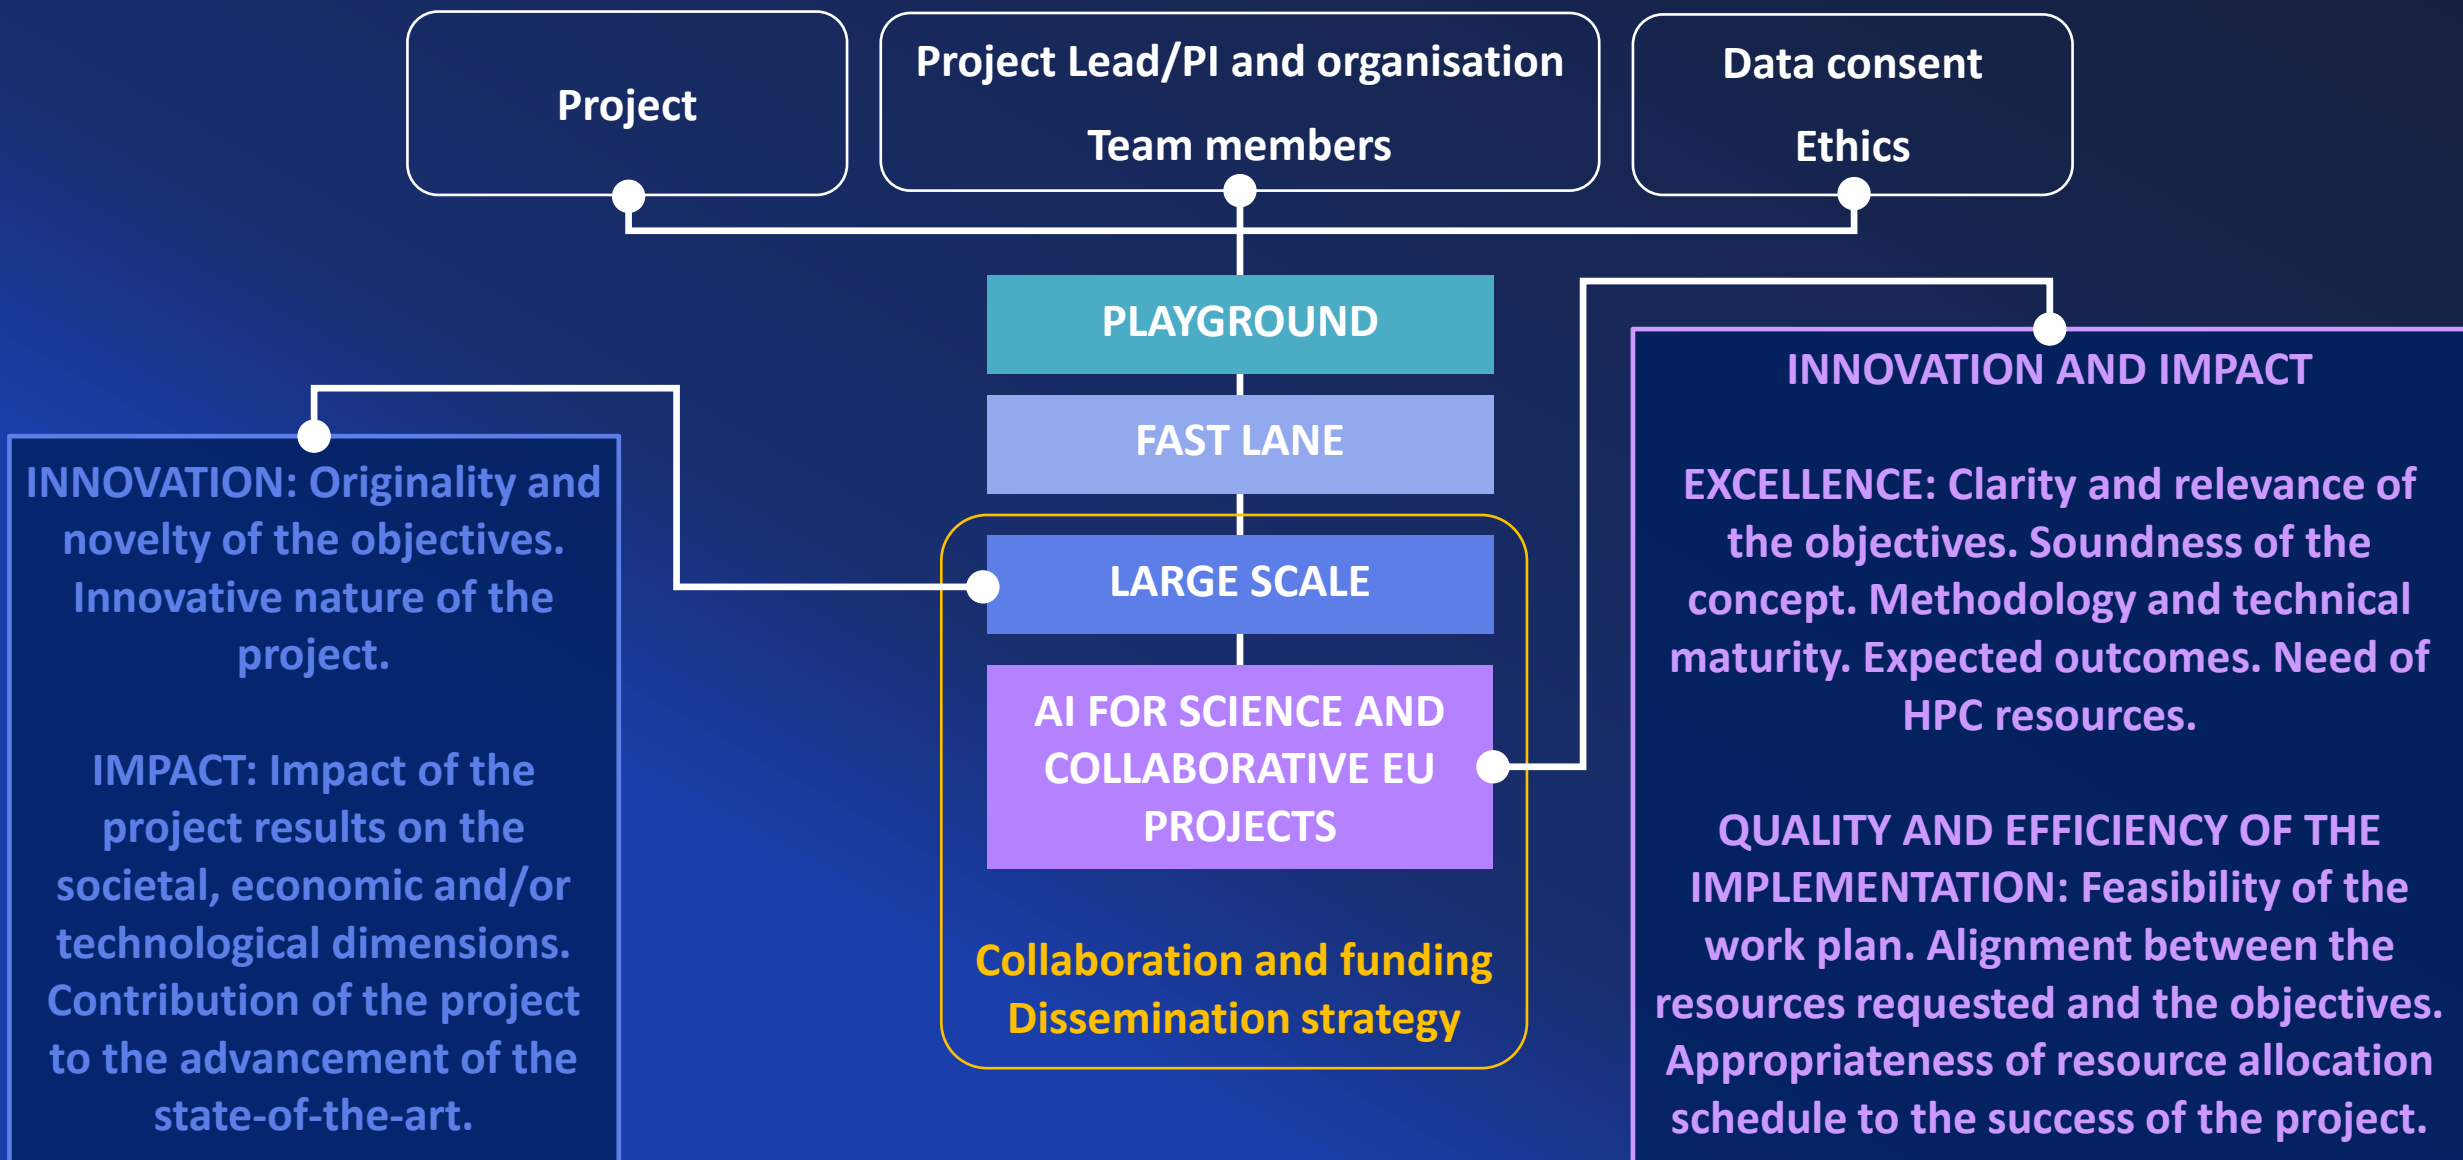 Project
Project Lead/PI and organisation
Team members
Data consent
Ethics
PLAYGROUND
FAST LANE
LARGE SCALE
AI FOR SCIENCE AND
COLLABORATIVE EU
PROJECTS
Collaboration and funding
Dissemination strategy
INNOVATION: Originality and
novelty of the objectives.
Innovative nature of the
project.
IMPACT: Impact of the
project results on the
societal, economic and/or
technological dimensions.
Contribution of the project
to the advancement of the
state-of-the-art.
INNOVATION AND IMPACT
EXCELLENCE: Clarity and relevance of
the objectives. Soundness of the
concept. Methodology and technical
maturity. Expected outcomes. Need of
HPC resources.
QUALITY AND EFFICIENCY OF THE
IMPLEMENTATION: Feasibility of the
work plan. Alignment between the
resources requested and the objectives.
Appropriateness of resource allocation
schedule to the success of the project.